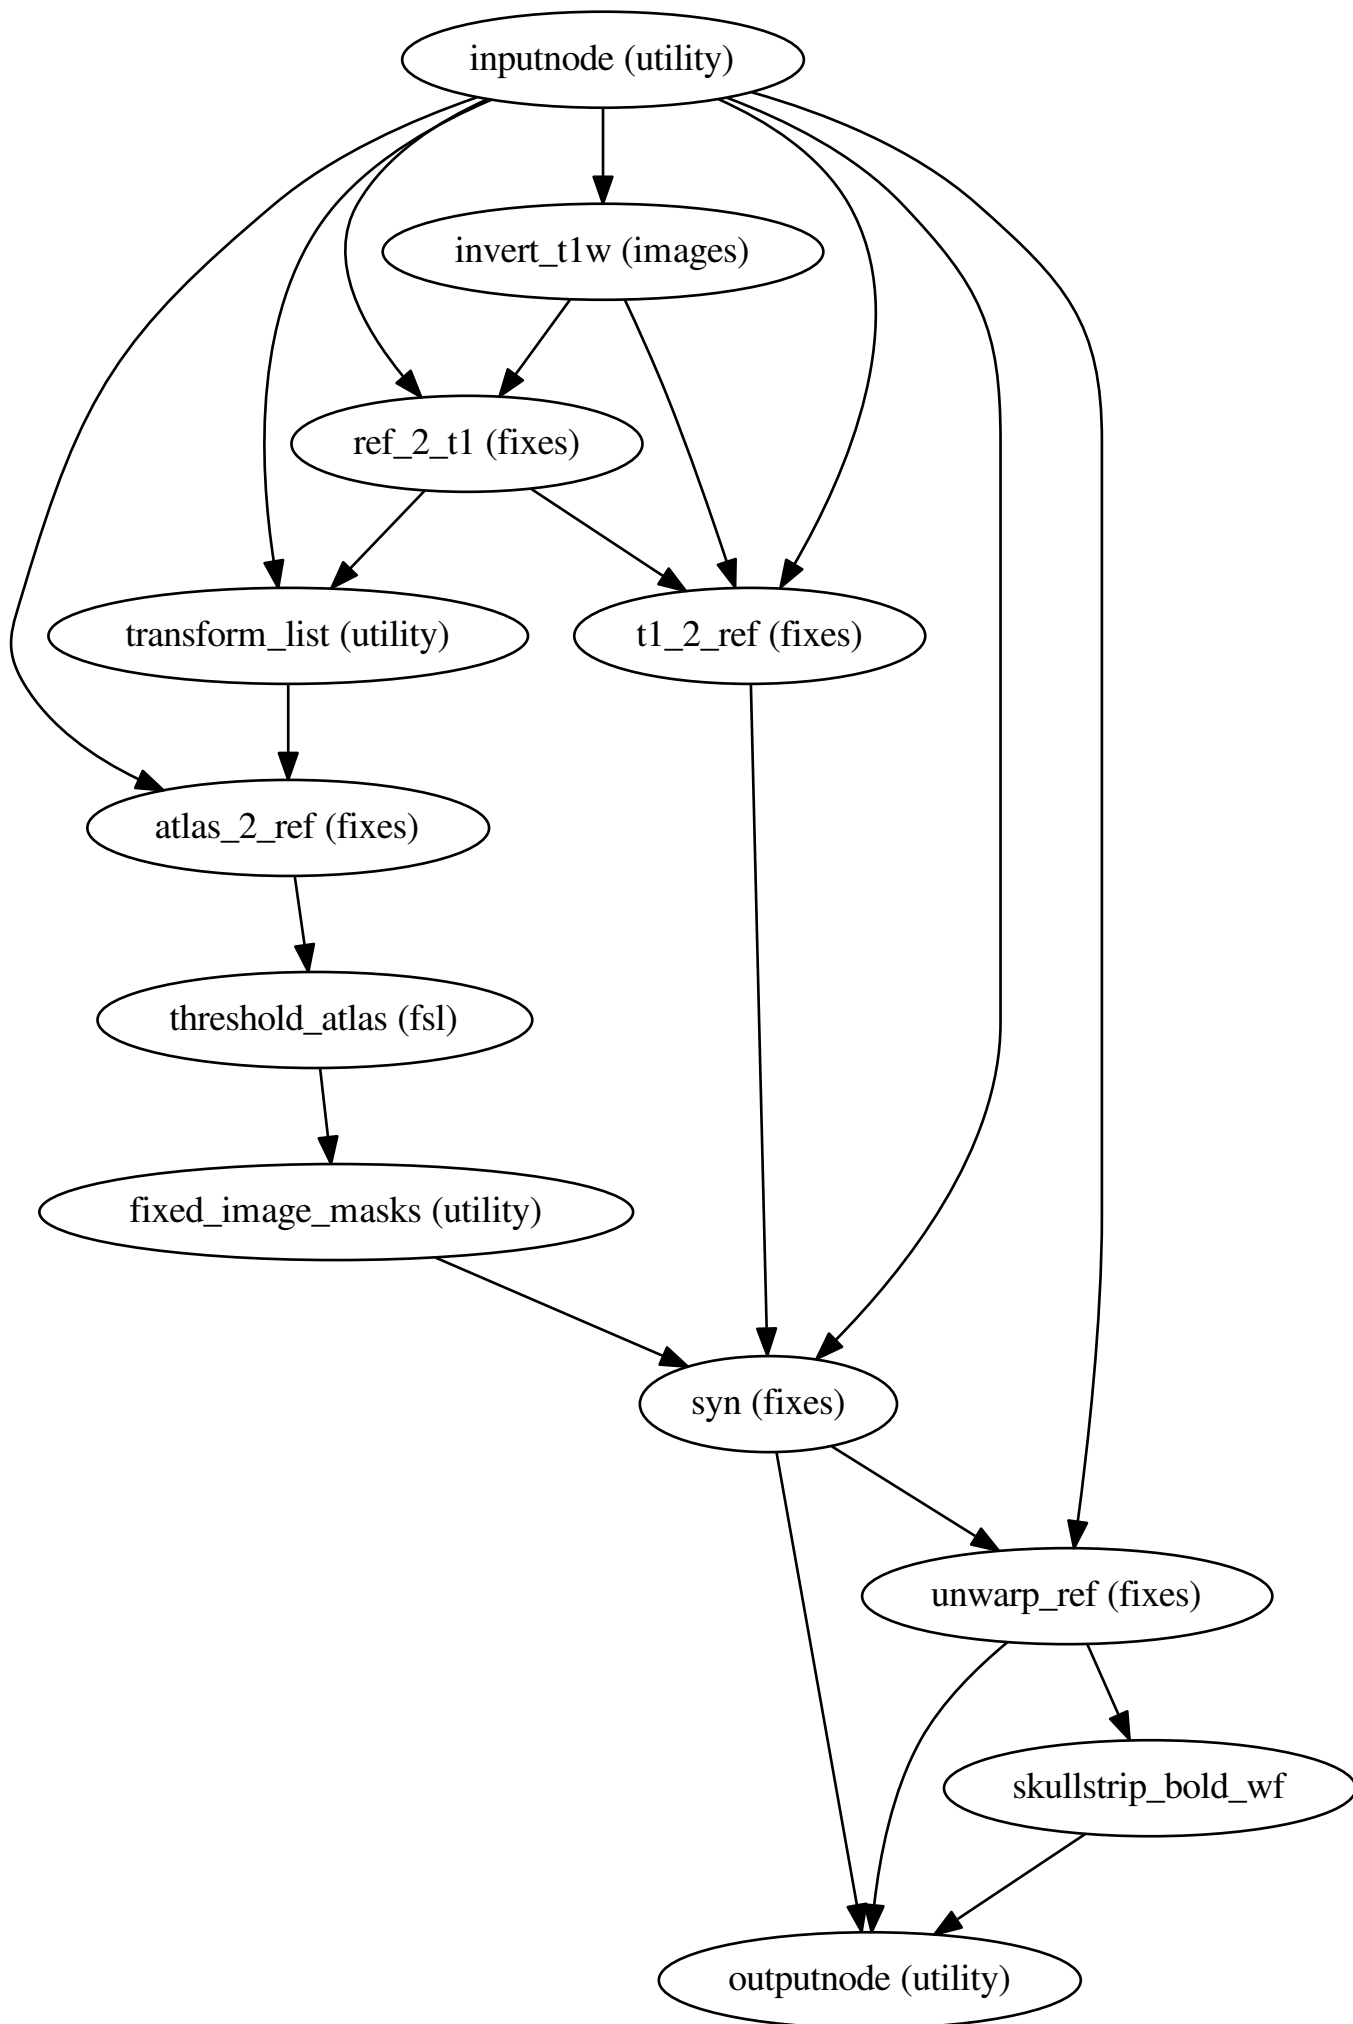 inputnode (utility)
invert_t1w (images)
ref_2_t1 (fixes)
transform_list (utility)
t1_2_ref (fixes)
atlas_2_ref (fixes)
threshold_atlas (fsl)
fixed_image_masks (utility)
syn (fixes)
unwarp_ref (fixes)
skullstrip_bold_wf
outputnode (utility)